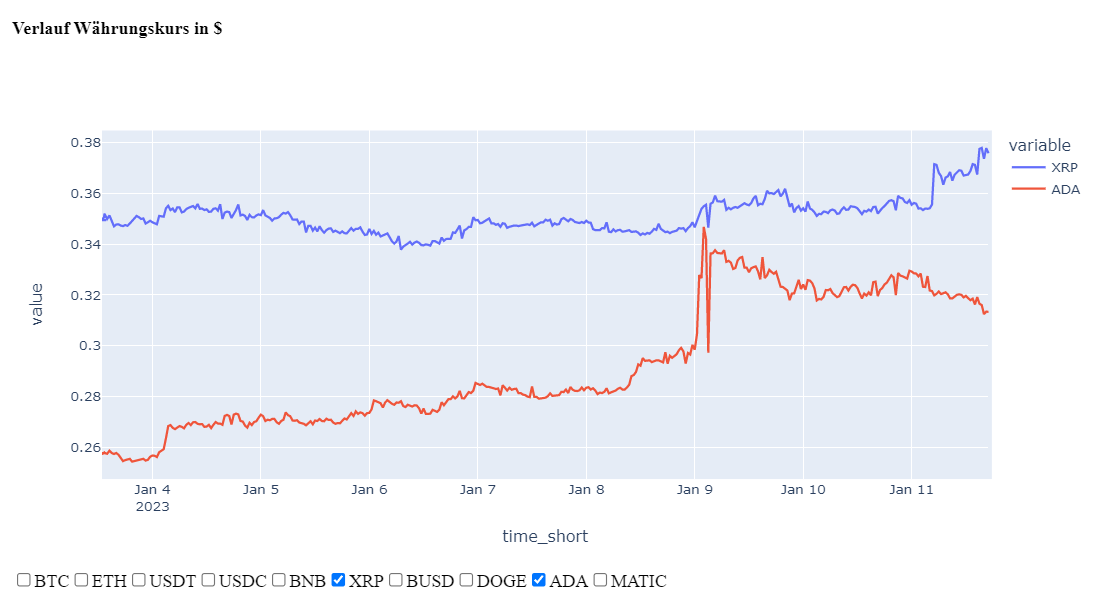 Verlauf Währungskurs in $
variable
XRP
ADA
0.38
0.36
0.34
0.32
0.3
0.28
0.26
value
Jan 4 Jan 5 Jan 6 Jan 7 Jan 8 Jan 9 Jan 10 Jan 11
2023
time_short
BTC ETH USDT USDC BNB XRP BUSD DOGE ADA MATIC